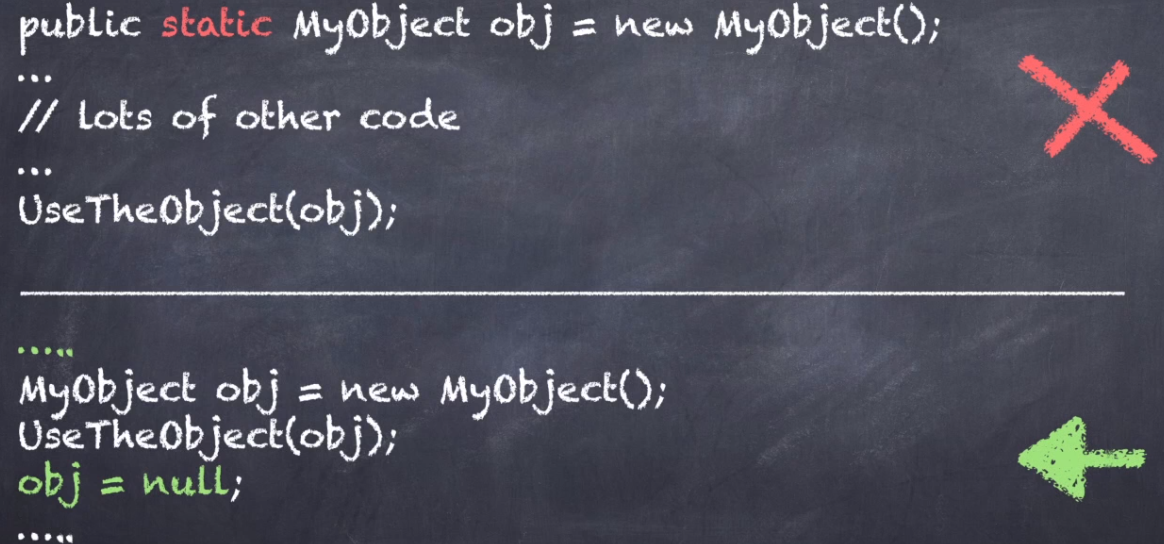 public static MyObject obj = new MyObject();
...
// lots of other code
...
UseTheObject(obj);
.....
MyObject obj = new MyObject();
UseTheObject(obj);
obj = null;
.....